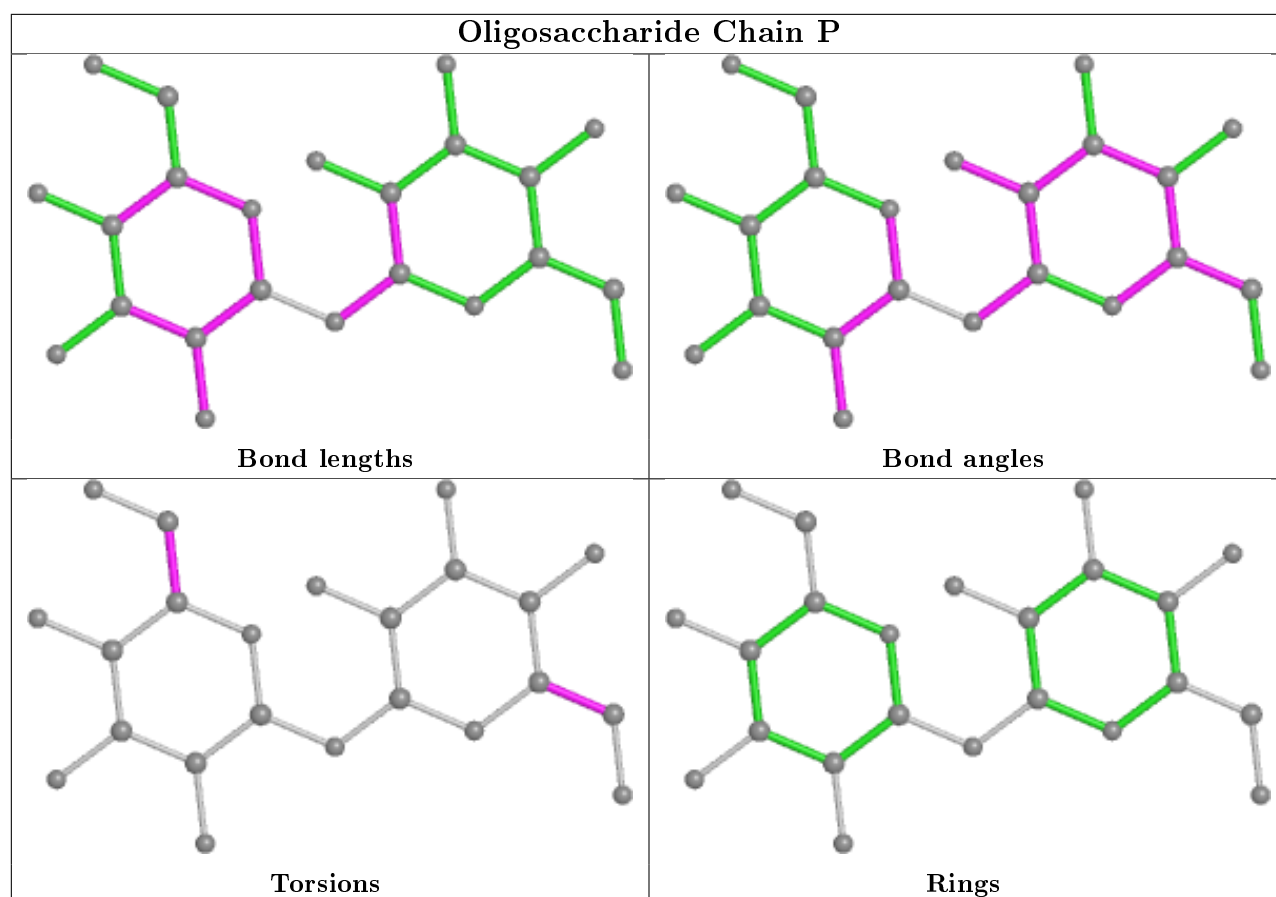 Oligosaccharide Chain P
Bond lengths
Bond angles
Torsions
Rings